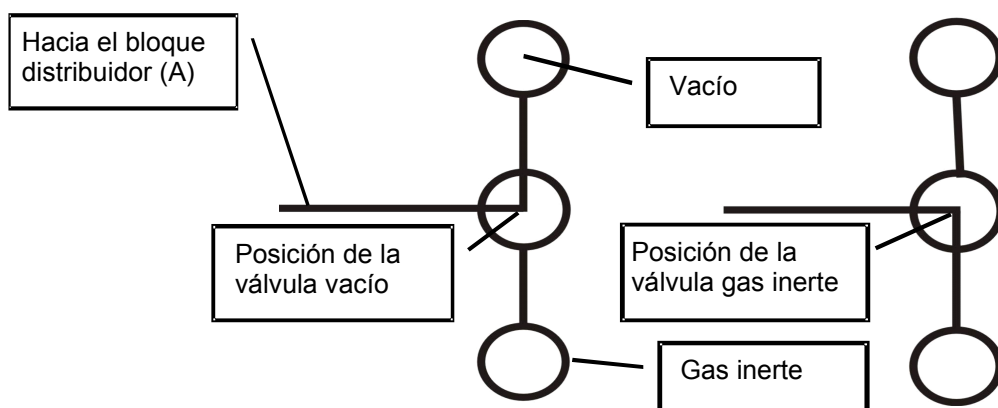 Hacia el bloque
distribuidor (A)
Vacío
Posición de la
válvula vacío
Posición de la
válvula gas inerte
Gas inerte